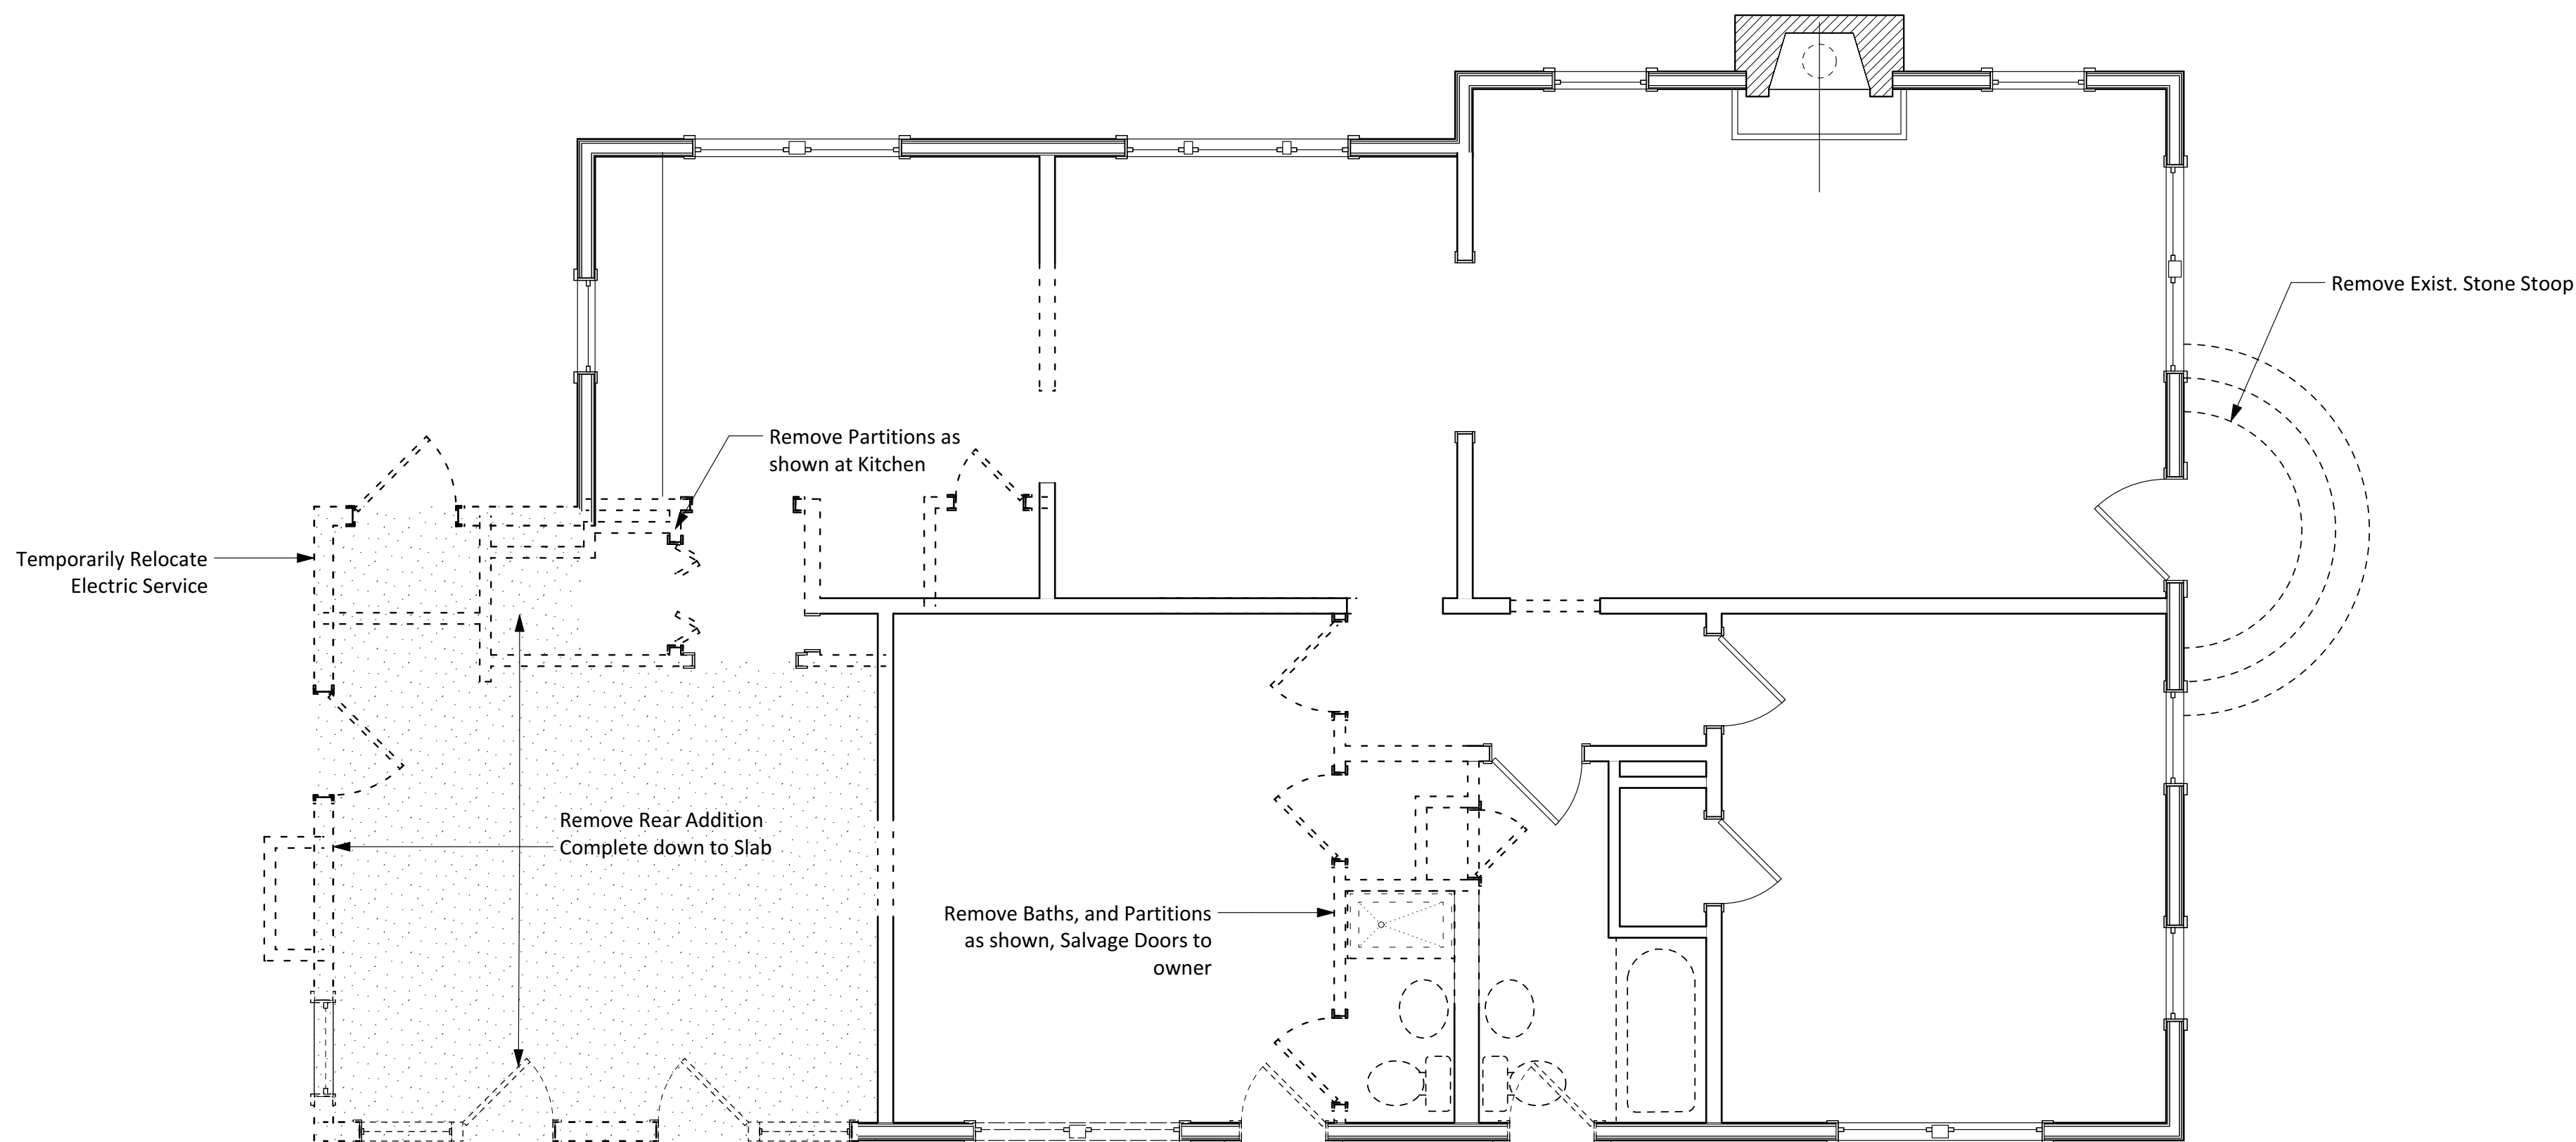 Remove Exist. Stone Stoop
Remove Partitions as
shown at Kitchen
Temporarily Relocate
Electric Service
Remove Rear Addition
Complete down to Slab
Remove Baths, and Partitions
as shown, Salvage Doors to
owner